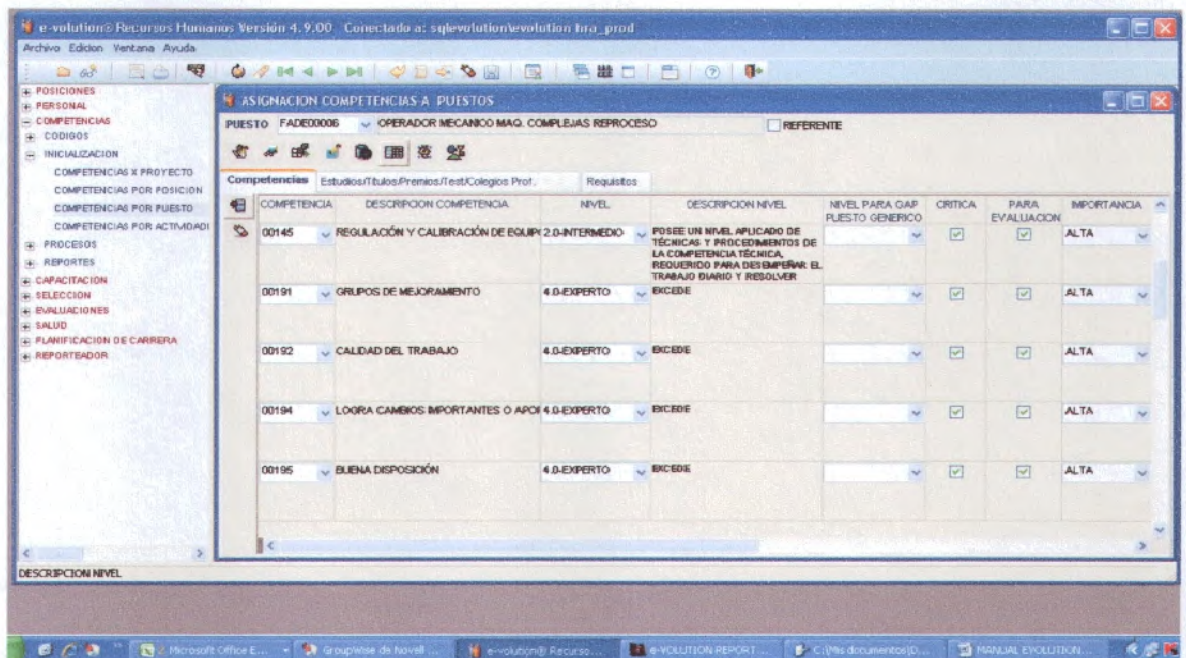 e-volution® Recursos Humanos Versión 4.9.00 Conectado a: sqlevolution\evolution hra_prod
Archivo Edicion Ventana Ayuda
POSICIONES
PERSONAL
COMPETENCIAS
CODIGOS
INICIALIZACION
COMPETENCIAS X PROYECTO
COMPETENCIAS POR POSICION
COMPETENCIAS POR PUESTO
COMPETENCIAS POR ACTIVIDADI
PROCESOS
REPORTES
CAPACITACION
SELECCION
EVALUACIONES
SALUD
PLANIFICACION DE CARRERA
REPORTEADOR
ASIGNACION COMPETENCIAS A PUESTOS
PUESTO FADE00006 OPERADOR MECANICO MAQ. COMPLEJAS REPROCESO REFERENTE
Competencias Estudios/Títulos/Premios/Test/Colegios Prof. Requisitos
COMPETENCIA DESCRIPCION COMPETENCIA NIVEL DESCRIPCION NIVEL NIVEL PARA GAP PUESTO GENERICO CRITICA PARA EVALUACION IMPORTANCIA
00145 REGULACIÓN Y CALIBRACIÓN DE EQUIP 2.0-INTERMEDIO POSEE UN NIVEL APLICADO DE ALTA
TÉCNICAS Y PROCEDIMIENTOS DE
LA COMPETENCIA TÉCNICA,
REQUERIDO PARA DESEMPEÑAR EL
TRABAJO DIARIO Y RESOLVER
00191 GRUPOS DE MEJORAMIENTO 4.0-EXPERTO EXCEDE ALTA
00192 CALIDAD DEL TRABAJO 4.0-EXPERTO EXCEDE ALTA
00194 LOGRA CAMBIOS IMPORTANTES O APOI 4.0-EXPERTO EXCEDE ALTA
00195 BUENA DISPOSICIÓN 4.0-EXPERTO EXCEDE ALTA
DESCRIPCION NIVEL
2 Microsoft Office E... GroupWise de Novell ... e-volution® Recurso... e-VOLUTION REPORT ... C:\Mis documentos\D... MANUAL EVOLUTION...